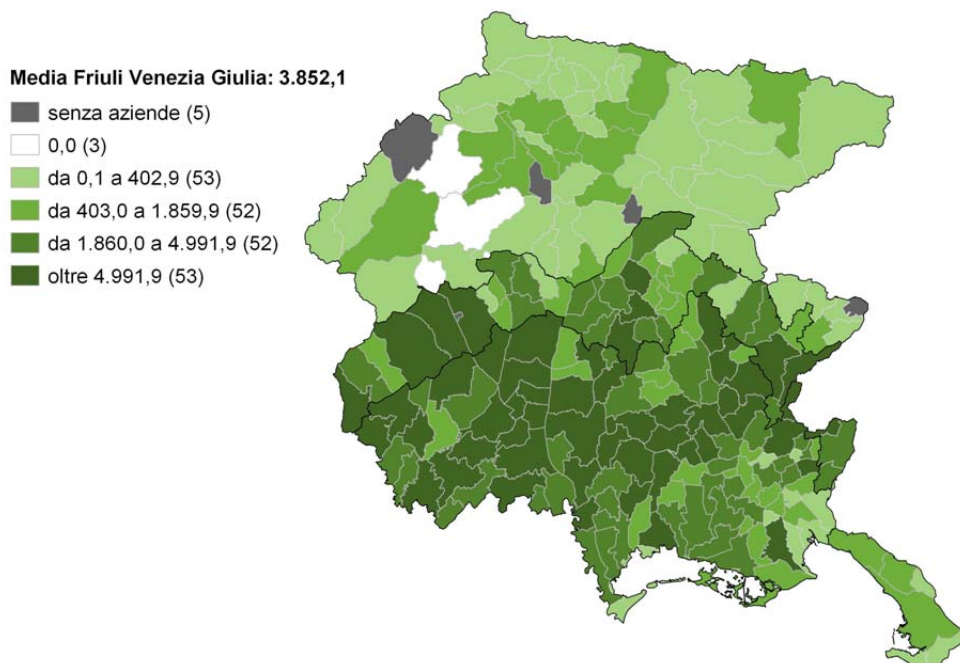 Media Friuli Venezia Giulia: 3.852,1
senza aziende (5)
0,0 (3)
da 0,1 a 402,9 (53)
da 403,0 a 1.859,9 (52)
da 1.860,0 a 4.991,9 (52)
oltre 4.991,9 (53)